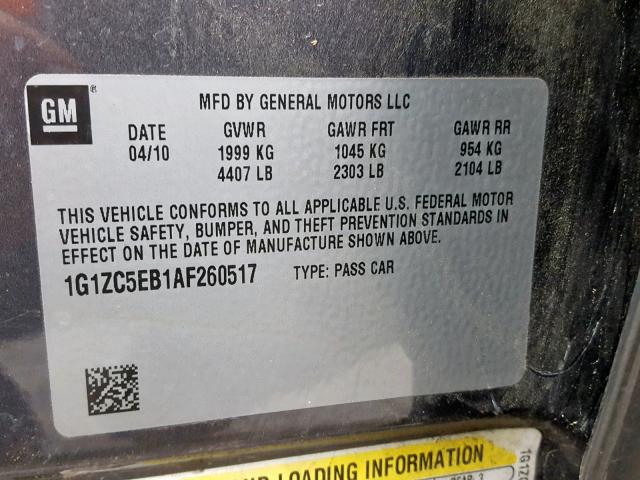 GM ®
MFD BY GENERAL MOTORS LLC
DATE GVWR GAWR FRT GAWR RR
04/10 1999 KG 1045 KG 954 KG
4407 LB 2303 LB 2104 LB
THIS VEHICLE CONFORMS TO ALL APPLICABLE U.S. FEDERAL MOTOR
VEHICLE SAFETY, BUMPER, AND THEFT PREVENTION STANDARDS IN
EFFECT ON THE DATE OF MANUFACTURE SHOWN ABOVE.
1G1ZC5EB1AF260517 TYPE: PASS CAR
LOADING INFORMATION
1G1ZC